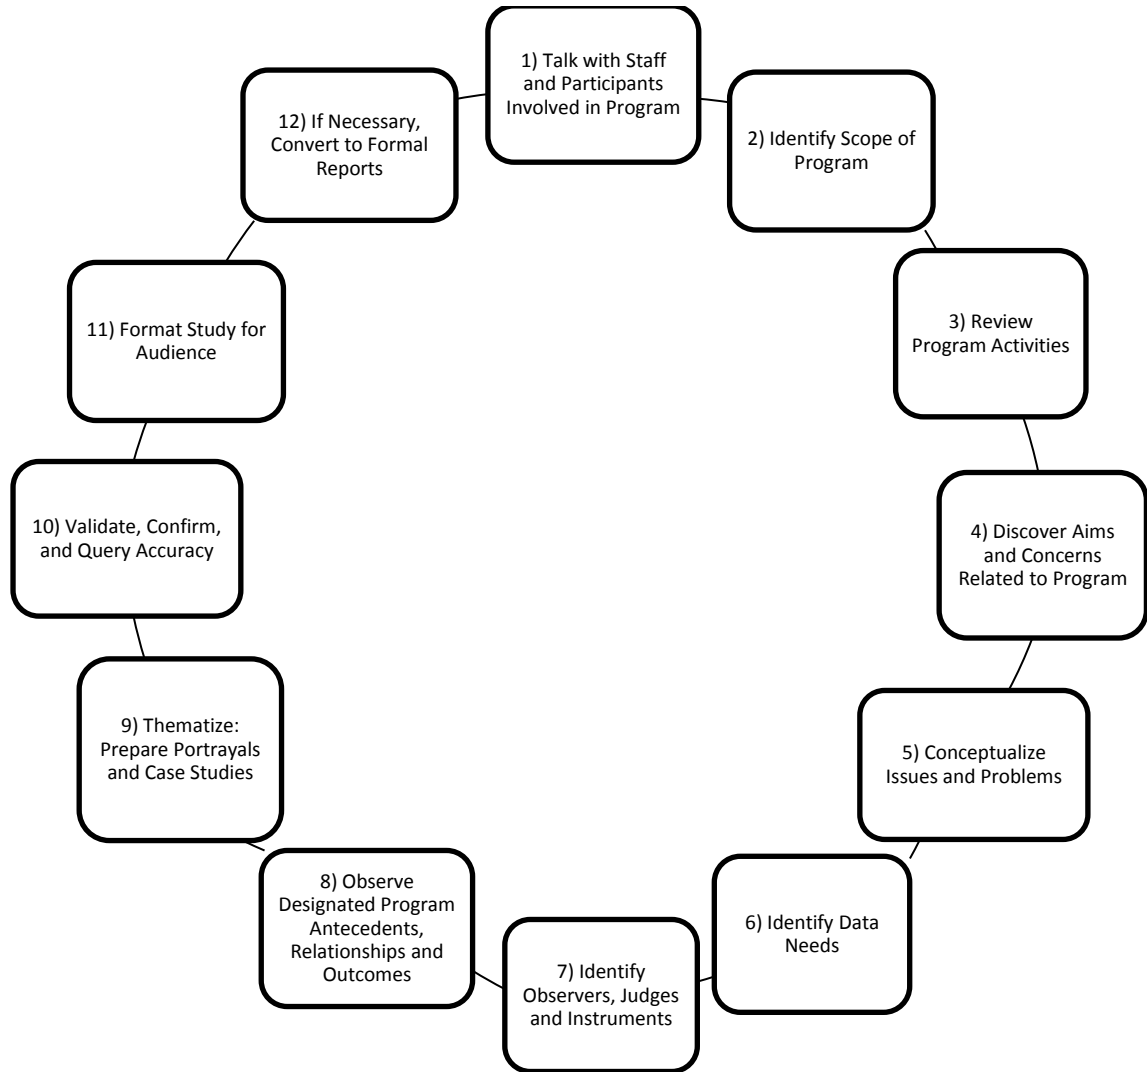 1) Talk with Staff
and Participants
Involved in Program
2) Identify Scope of
Program
3) Review
Program Activities
4) Discover Aims
and Concerns
Related to Program
5) Conceptualize
Issues and Problems
6) Identify Data
Needs
7) Identify
Observers, Judges
and Instruments
8) Observe
Designated Program
Antecedents,
Relationships and
Outcomes
9) Thematize:
Prepare Portrayals
and Case Studies
10) Validate, Confirm,
and Query Accuracy
11) Format Study for
Audience
12) If Necessary,
Convert to Formal
Reports